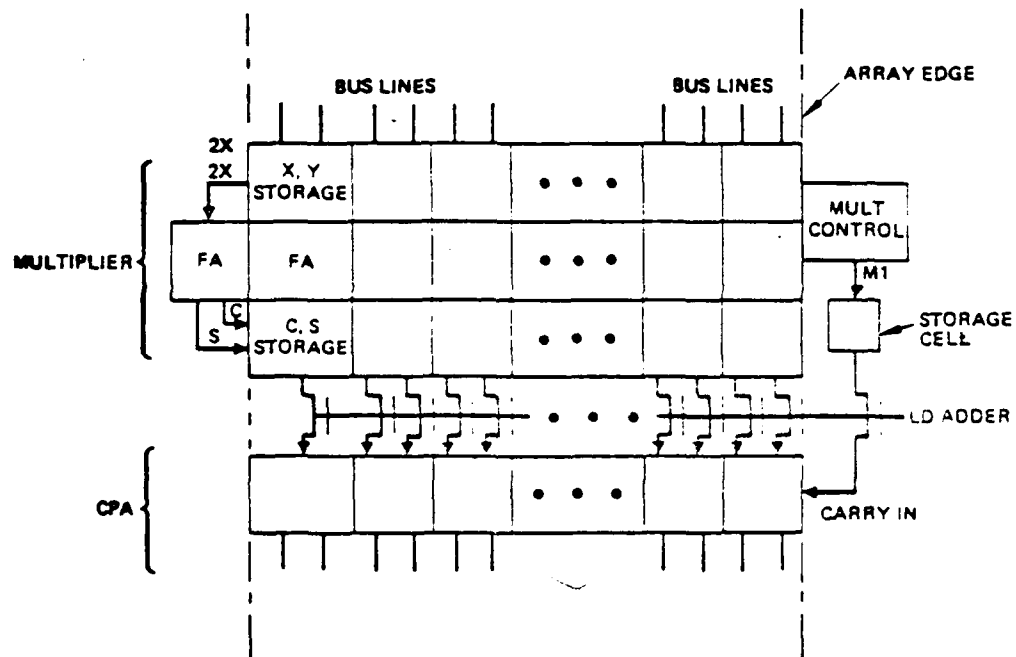 BUS LINES
BUS LINES
ARRAY EDGE
2X
2X
X, Y
STORAGE
MULT
CONTROL
MULTIPLIER
FA
FA
M1
C
S
C, S
STORAGE
STORAGE
CELL
LD ADDER
CPA
CARRY IN